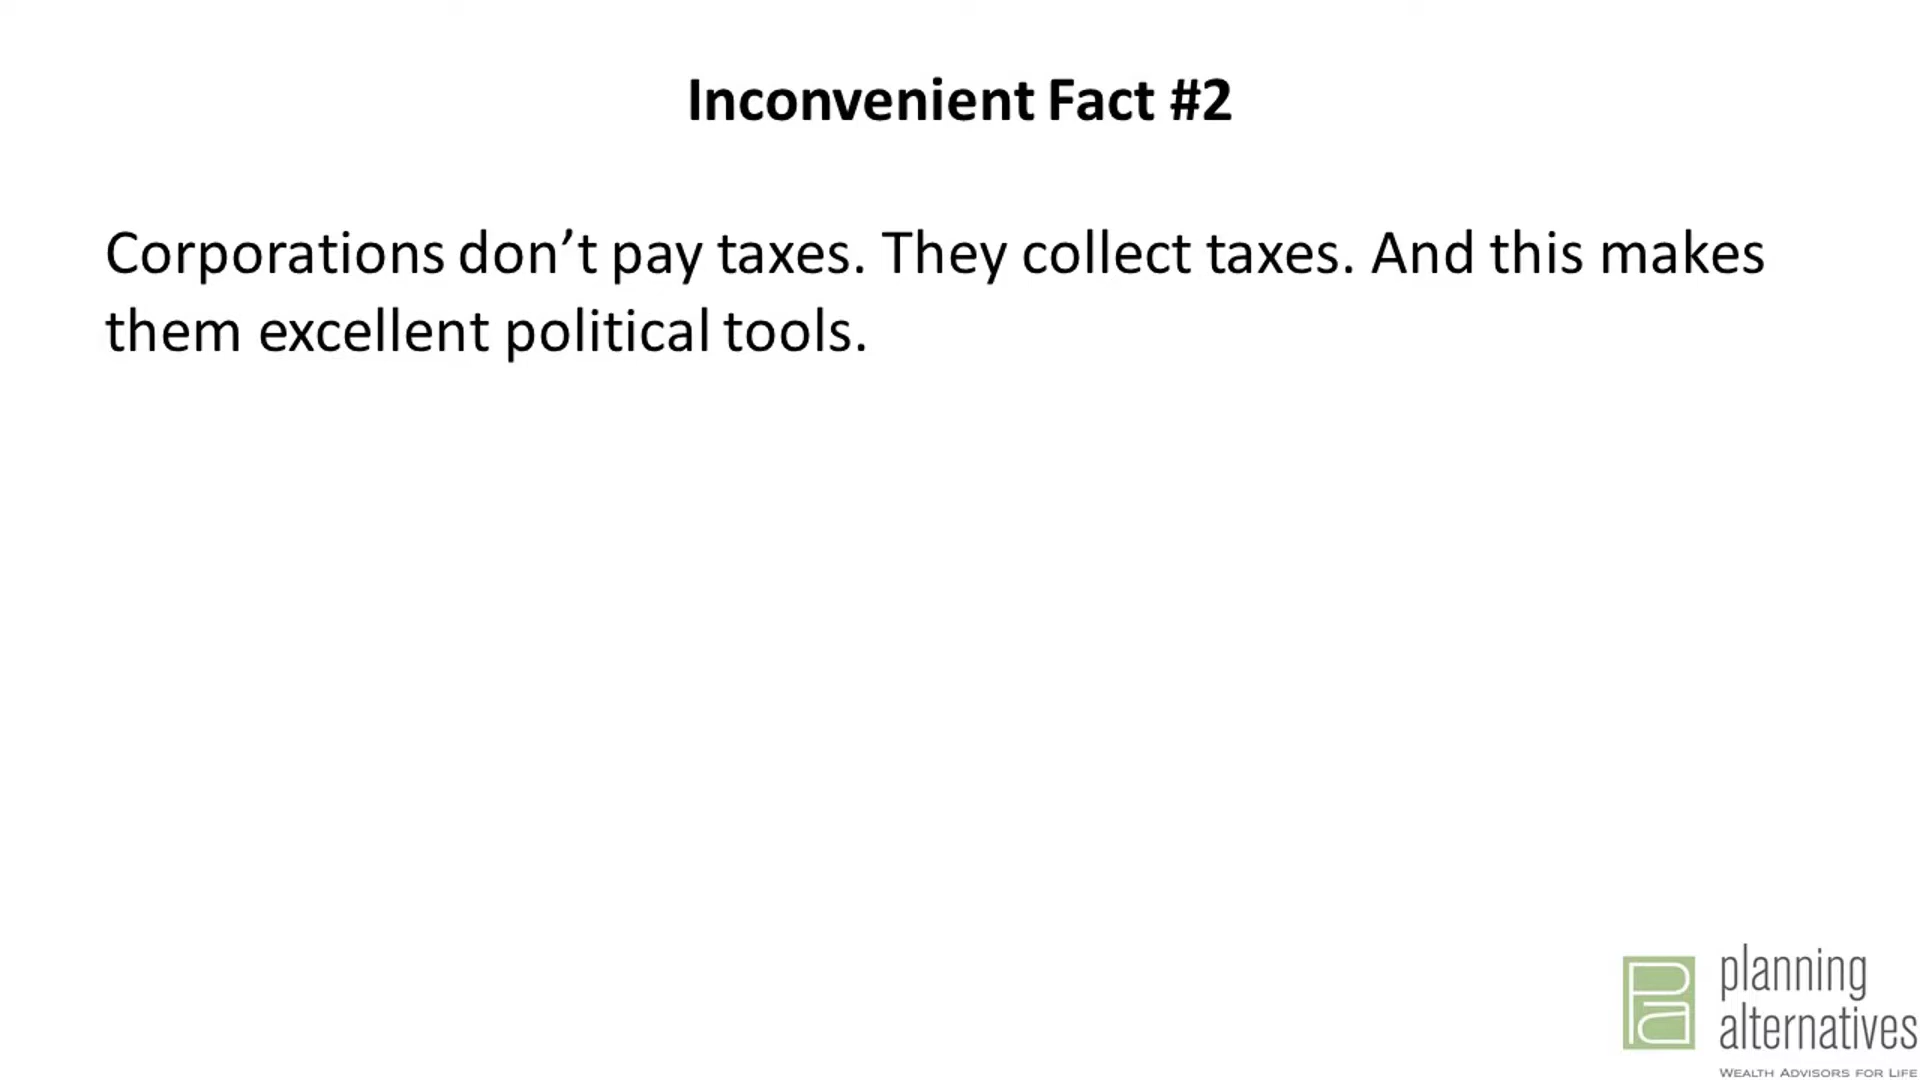 Inconvenient Fact #2
Corporations don’t pay taxes. They collect taxes. And this makes
them excellent political tools.
Pa
planning
alternatives
WEALTH ADVISORS FOR LIFE